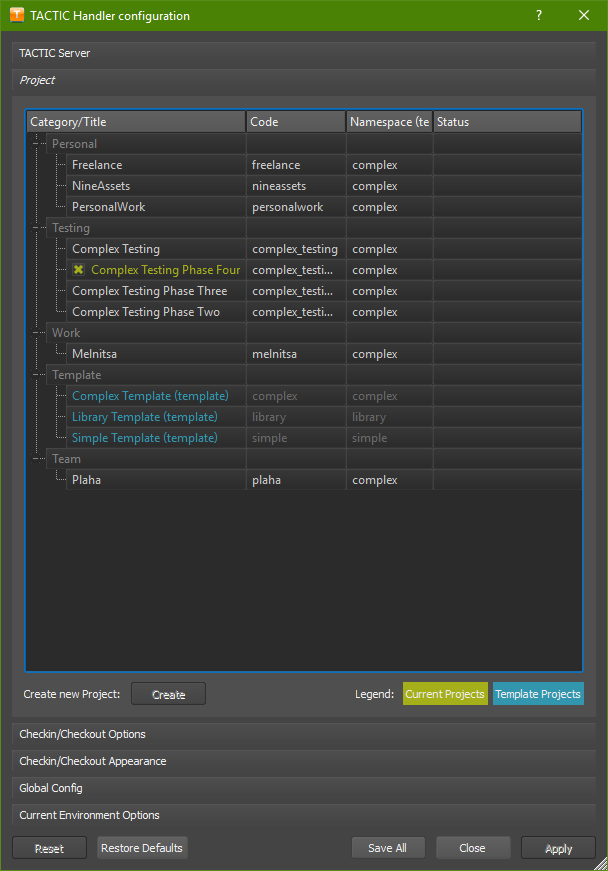 TACTIC Handler configuration
TACTIC Server
Project
Category/Title Code Namespace (te Status
Personal
Freelance freelance complex
NineAssets nineassets complex
PersonalWork personalwork complex
Testing
Complex Testing complex_testing complex
Complex Testing Phase Four complex_testi... complex
Complex Testing Phase Three complex_testi... complex
Complex Testing Phase Two complex_testi... complex
Work
Melnitsa melnitsa complex
Template
Complex Template (template) complex complex
Library Template (template) library library
Simple Template (template) simple simple
Team
Plaha plaha complex
Create new Project: Create Legend: Current Projects Template Projects
Checkin/Checkout Options
Checkin/Checkout Appearance
Global Config
Current Environment Options
Reset Restore Defaults Save All Close Apply